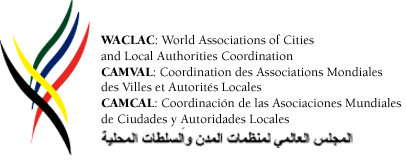 WACLAC: World Associations of Cities
and Local Authorities Coordination
CAMVAL: Coordination des Associations Mondiales
des Villes et Autorités Locales
CAMCAL: Coordinación de las Asociaciones Mundiales
de Ciudades y Autoridades Locales
المجلس العالمي لمنظمات المدن والسلطات المحلية